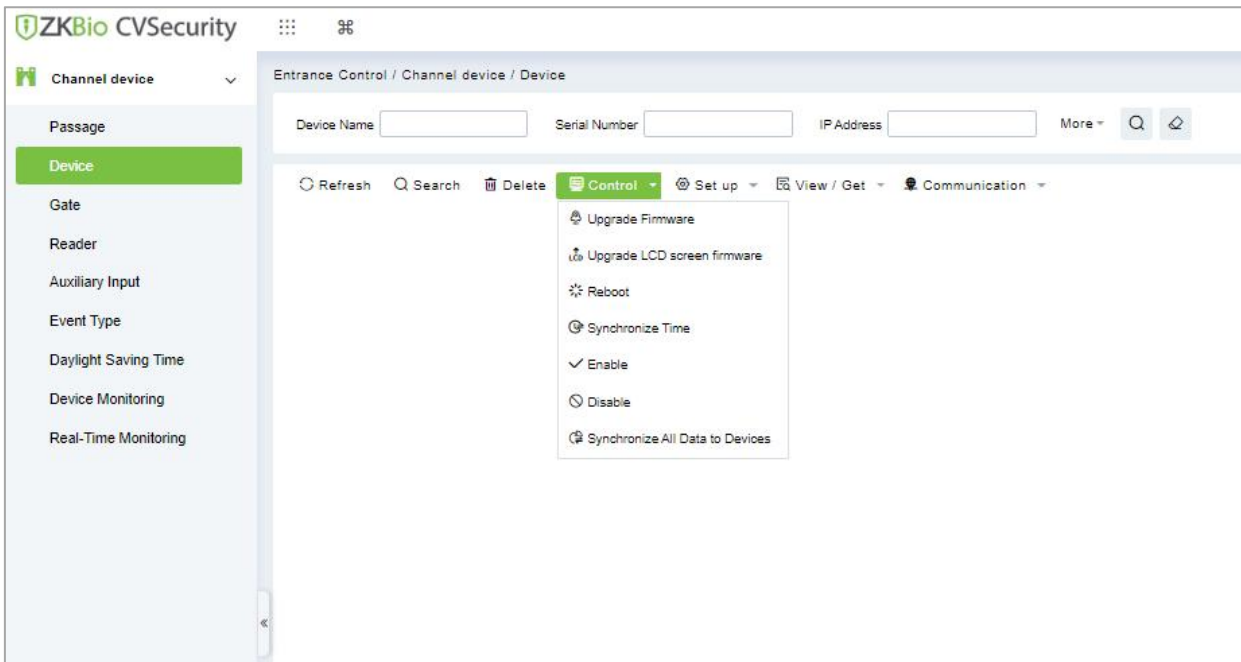 ZKBio CVSecurity
Channel device
Entrance Control / Channel device / Device
Passage
Device
Gate
Reader
Auxiliary Input
Event Type
Daylight Saving Time
Device Monitoring
Real-Time Monitoring
Device Name Serial Number IP Address More
Refresh Search Delete Control Set up View / Get Communication
Upgrade Firmware
Upgrade LCD screen firmware
Reboot
Synchronize Time
Enable
Disable
Synchronize All Data to Devices